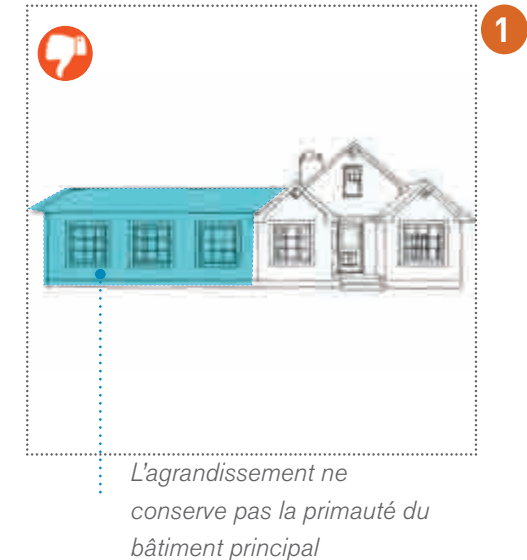 1
L'agrandissement ne
conserve pas la primauté du
bâtiment principal